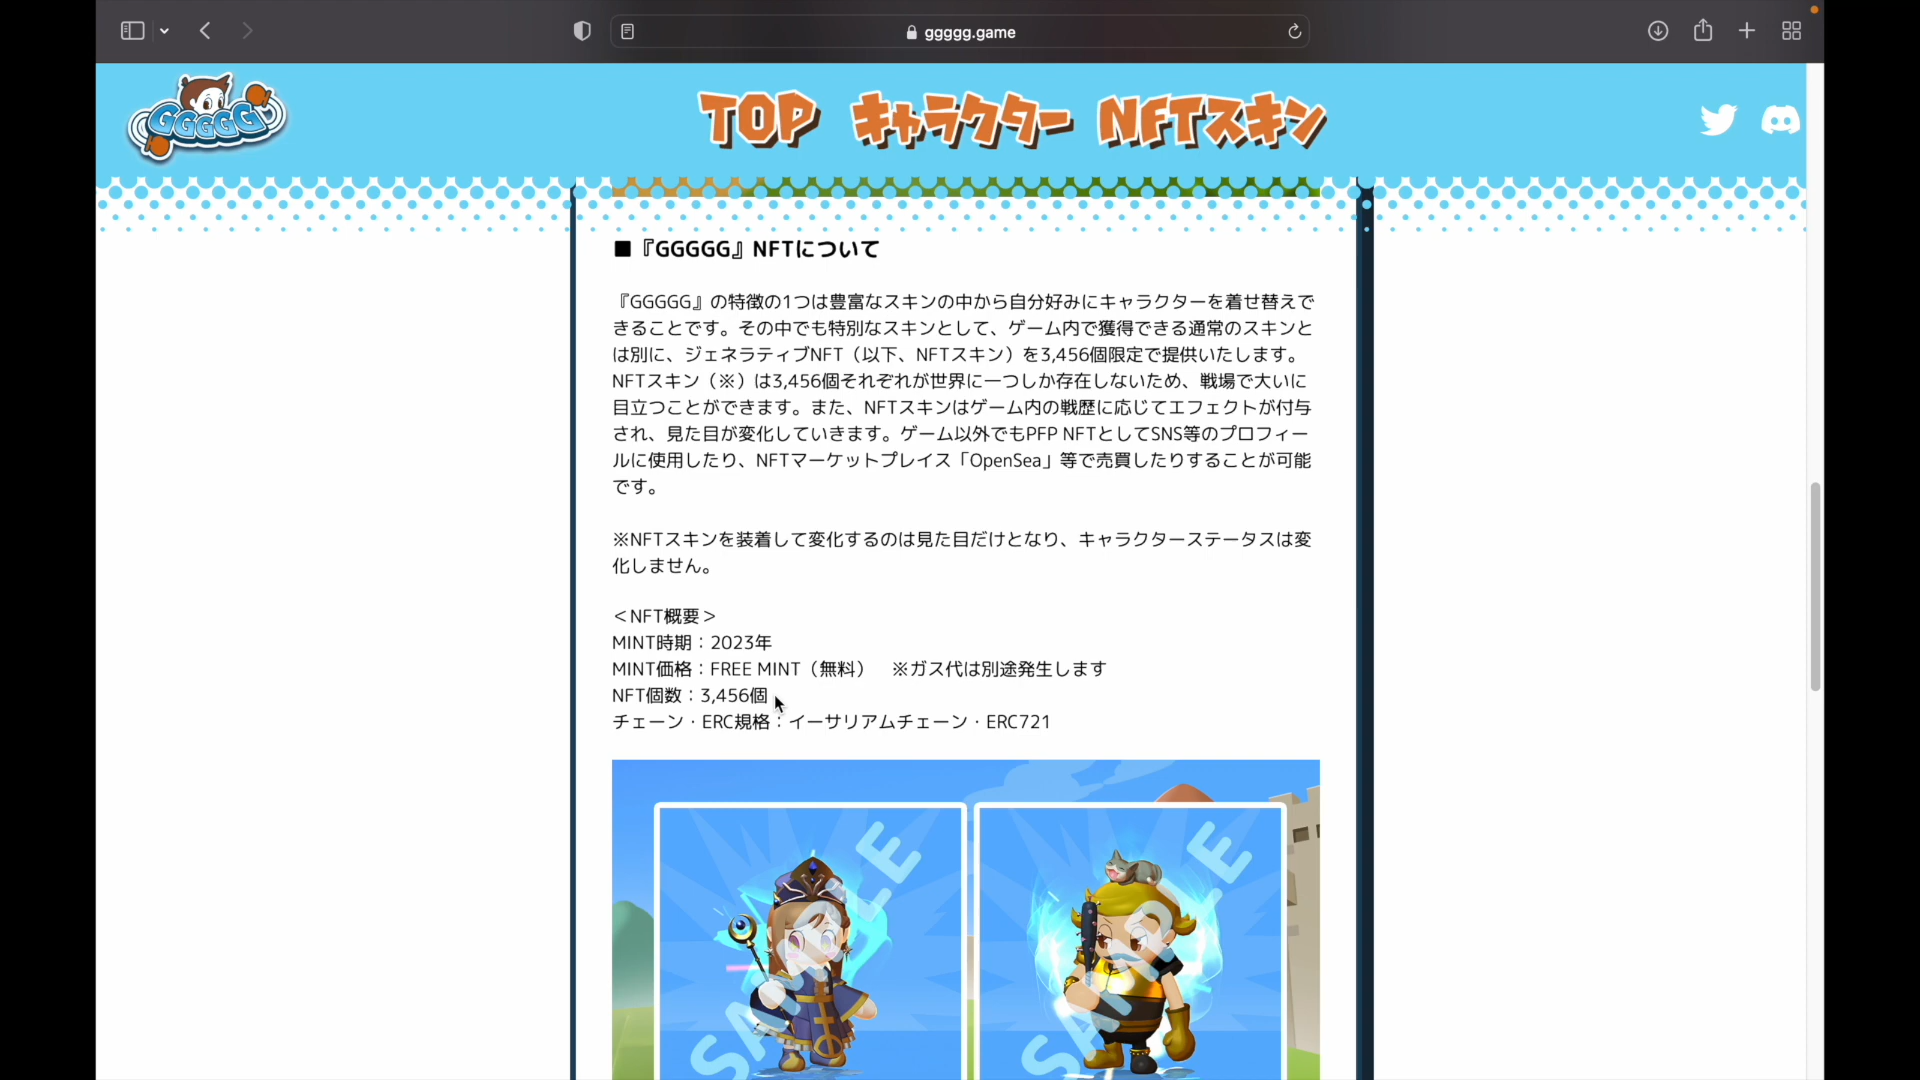 ggggg.game
GGGGG
TOP キャラクター NFTスキン
■『GGGGG』NFTについて
『GGGGG』の特徴の1つは豊富なスキンの中から自分好みにキャラクターを着せ替えで
きることです。その中でも特別なスキンとして、ゲーム内で獲得できる通常のスキンと
は別に、ジェネラティブNFT（以下、NFTスキン）を3,456個限定で提供いたします。
NFTスキン（※）は3,456個それぞれが世界に一つしか存在しないため、戦場で大いに
目立つことができます。また、NFTスキンはゲーム内の戦歴に応じてエフェクトが付与
され、見た目が変化していきます。ゲーム以外でもPFP NFTとしてSNS等のプロフィー
ルに使用したり、NFTマーケットプレイス「OpenSea」等で売買したりすることが可能
です。
※NFTスキンを装着して変化するのは見た目だけとなり、キャラクターステータスは変
化しません。
＜NFT概要＞
MINT時期：2023年
MINT価格：FREE MINT（無料）　※ガス代は別途発生します
NFT個数：3,456個
チェーン・ERC規格：イーサリアムチェーン・ERC721
SAMPLE
SAMPLE